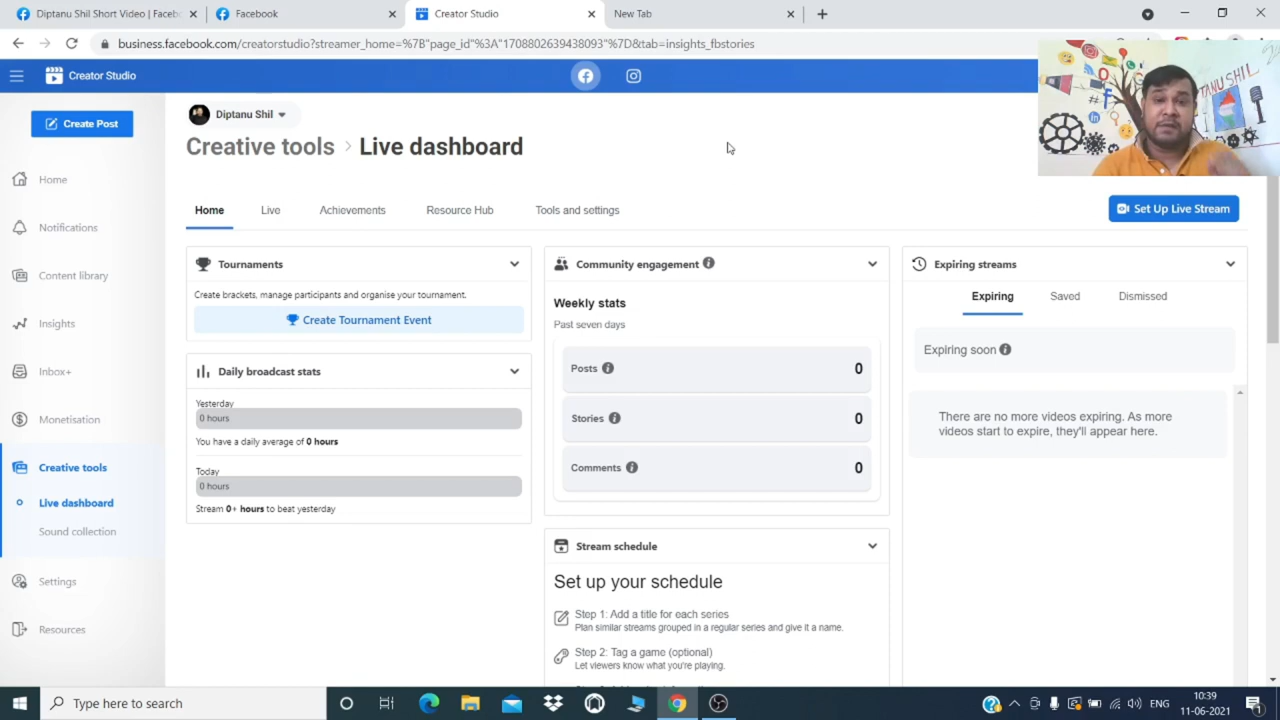 Diptanu Shil Short Video | Faceb
Facebook
Creator Studio
New Tab
business.facebook.com/creatorstudio?streamer_home=%7B"page_id"%3A"1708802639438093"%7D&tab=insights_fbstories
Creator Studio
Diptanu Shil
Create Post
Creative tools > Live dashboard
Home
Notifications
Content library
Insights
Inbox+
Monetisation
Creative tools
Live dashboard
Sound collection
Settings
Resources
Home Live Achievements Resource Hub Tools and settings
Set Up Live Stream
Tournaments
Create brackets, manage participants and organise your tournament.
Create Tournament Event
Daily broadcast stats
Yesterday
0 hours
You have a daily average of 0 hours
Today
0 hours
Stream 0+ hours to beat yesterday
Community engagement
Weekly stats
Past seven days
Posts 0
Stories 0
Comments 0
Stream schedule
Set up your schedule
Step 1: Add a title for each series
Plan similar streams grouped in a regular series and give it a name.
Step 2: Tag a game (optional)
Let viewers know what you're playing.
Expiring streams
Expiring Saved Dismissed
Expiring soon
There are no more videos expiring. As more
videos start to expire, they'll appear here.
Type here to search
ENG
10:39
11-06-2021